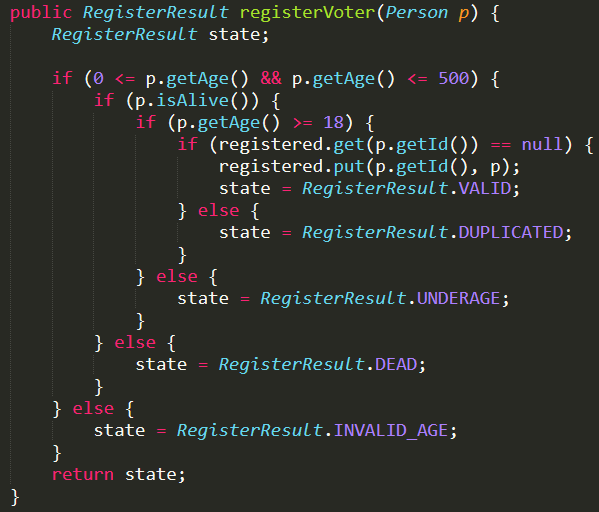 public RegisterResult registerVoter(Person p) {
    RegisterResult state;

    if (0 <= p.getAge() && p.getAge() <= 500) {
        if (p.isAlive()) {
            if (p.getAge() >= 18) {
                if (registered.get(p.getId()) == null) {
                    registered.put(p.getId(), p);
                    state = RegisterResult.VALID;
                } else {
                    state = RegisterResult.DUPLICATED;
                }
            } else {
                state = RegisterResult.UNDERAGE;
            }
        } else {
            state = RegisterResult.DEAD;
        }
    } else {
        state = RegisterResult.INVALID_AGE;
    }
    return state;
}